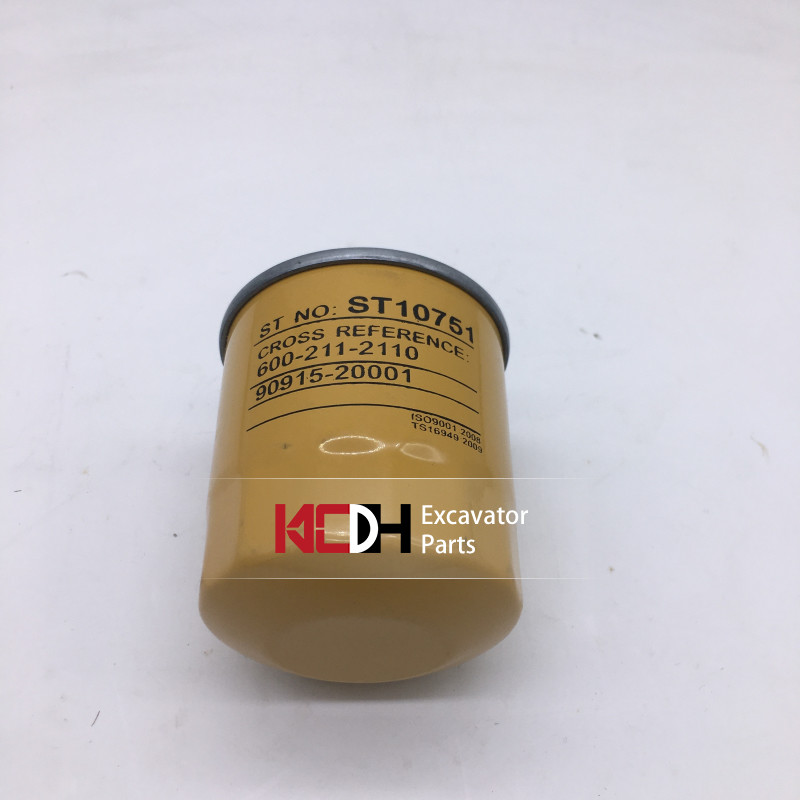 ST NO: ST10751
CROSS REFERENCE:
600-211-2110
90915-20001
ISO9001 2008
TS16949 2009
KCDH Excavator
Parts